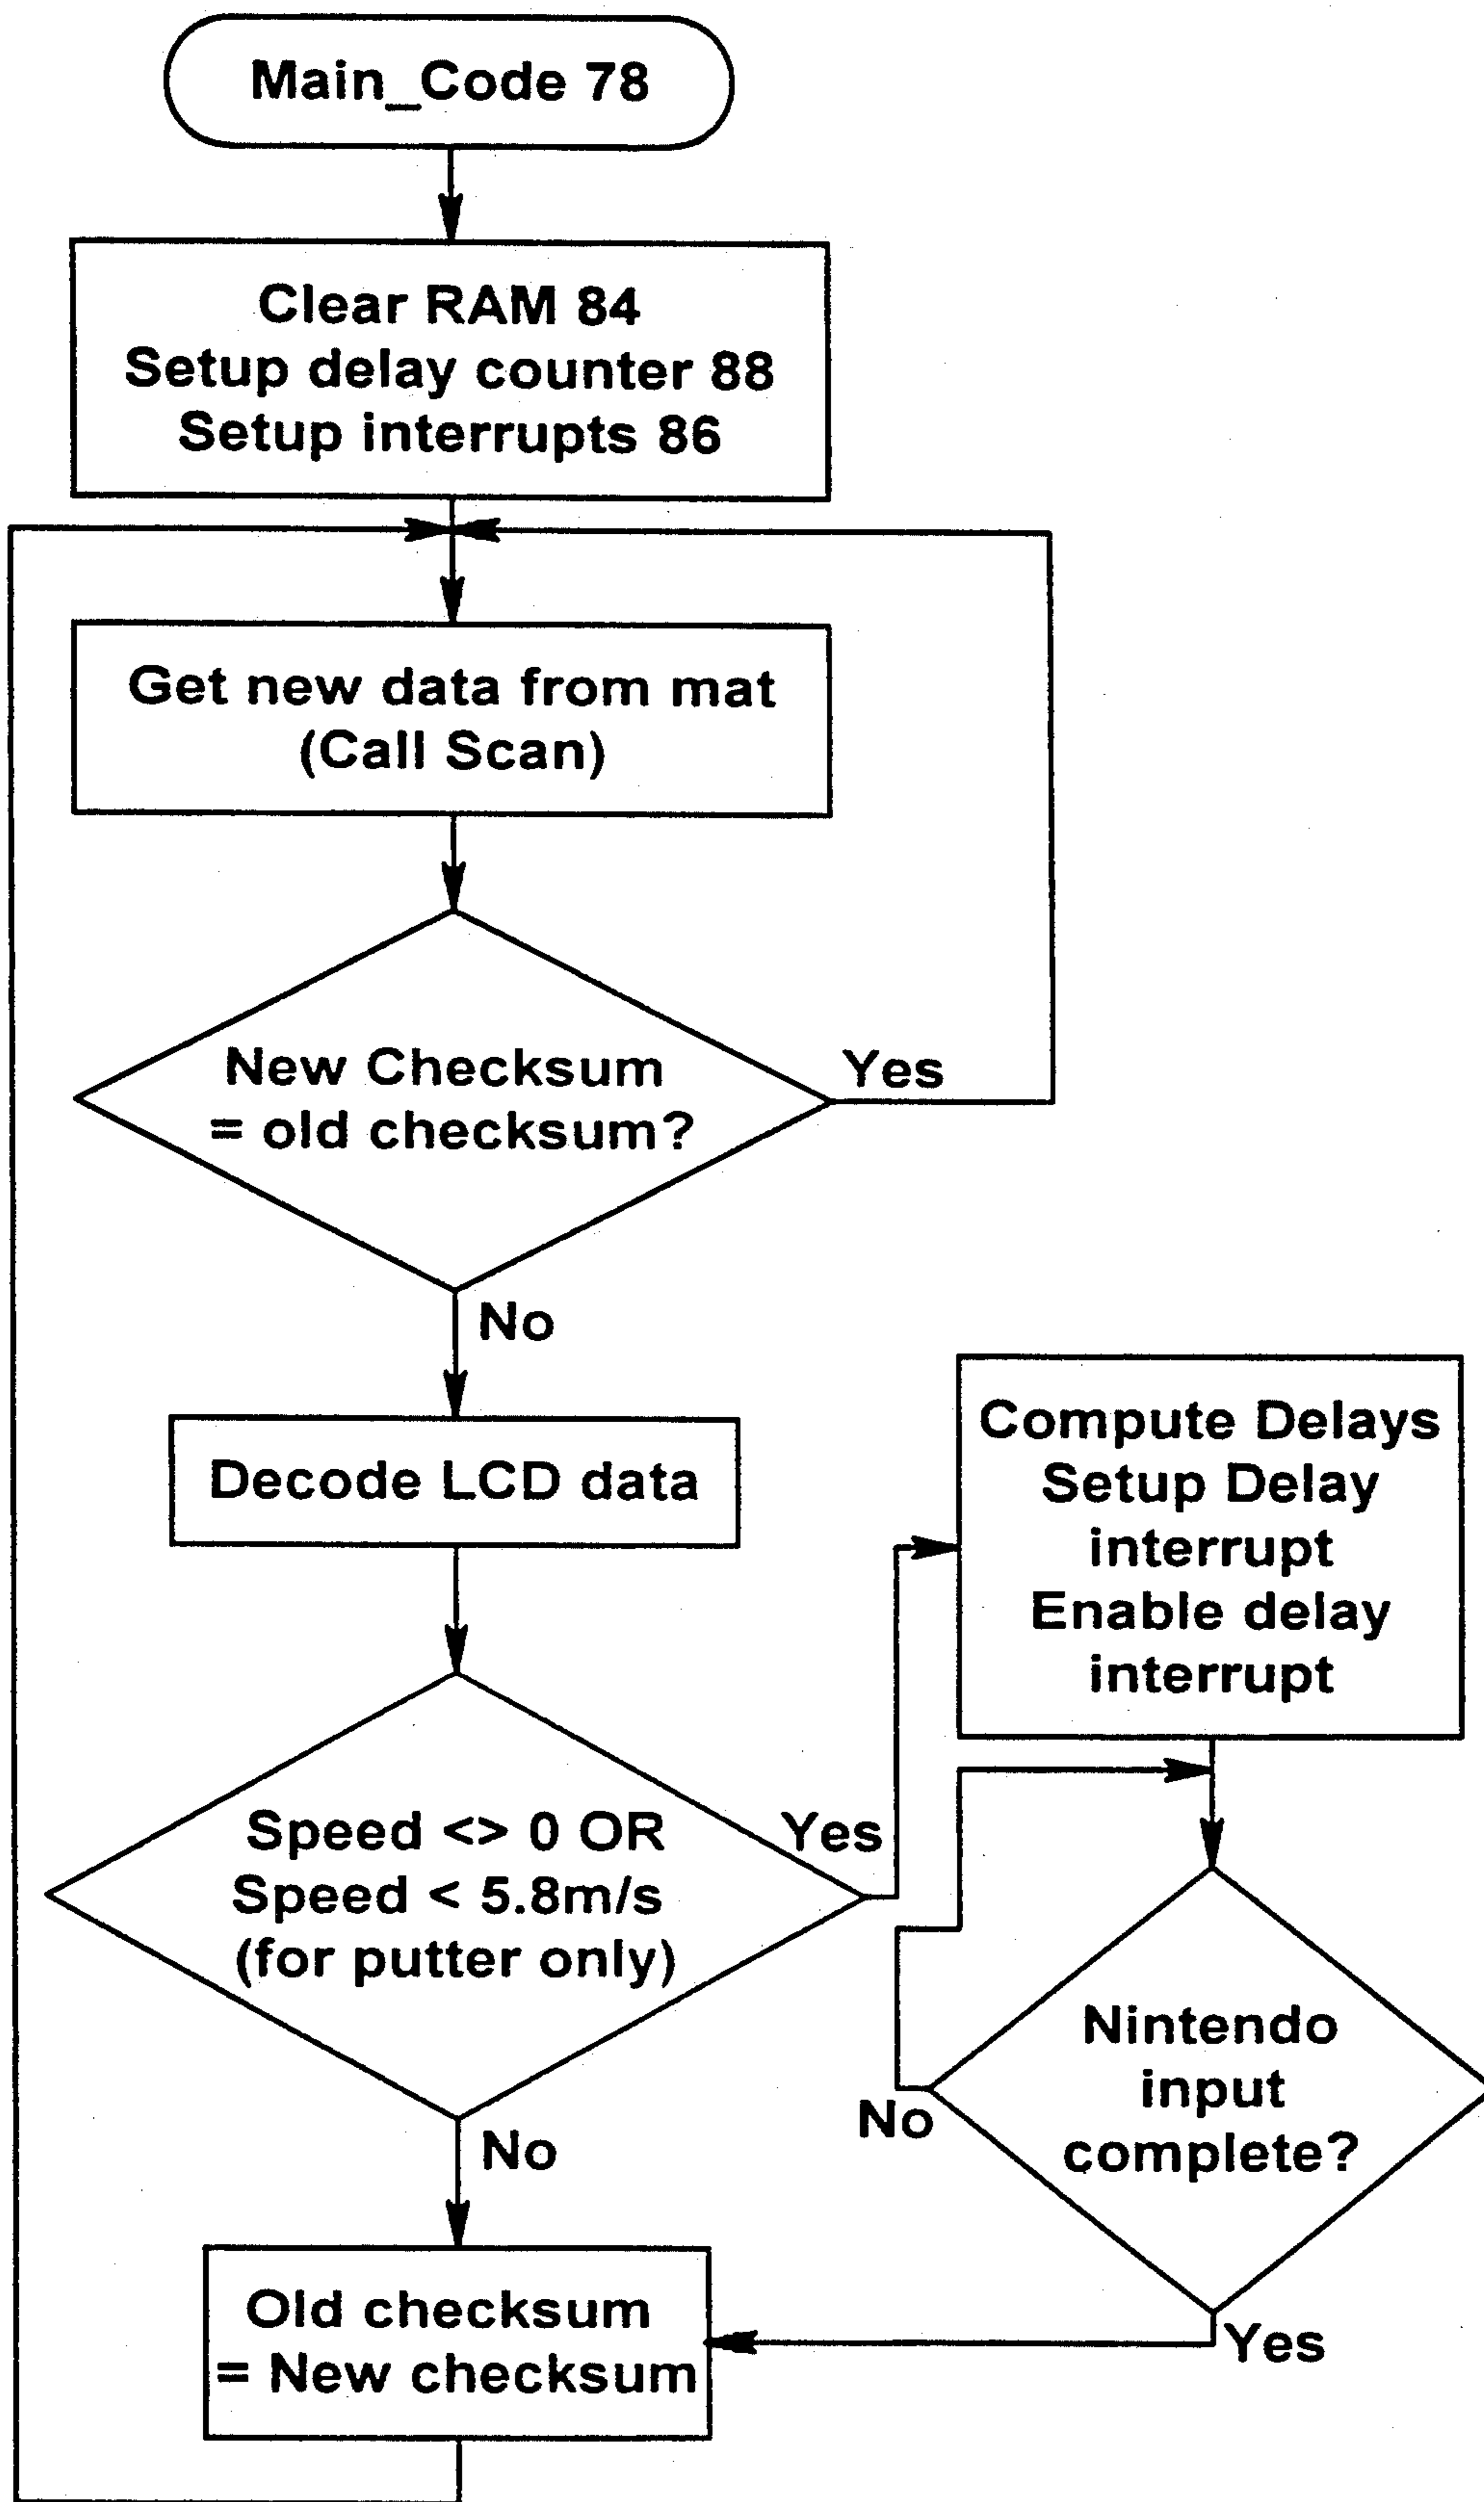 Main_Code 78
Clear RAM 84
Setup delay counter 88
Setup interrupts 86
Get new data from mat
(Call Scan)
New Checksum
= old checksum?
Yes
No
Decode LCD data
Compute Delays
Setup Delay
interrupt
Enable delay
interrupt
Speed <> 0 OR
Speed < 5.8m/s
(for putter only)
Yes
No
Nintendo
input
complete?
No
Yes
Old checksum
= New checksum